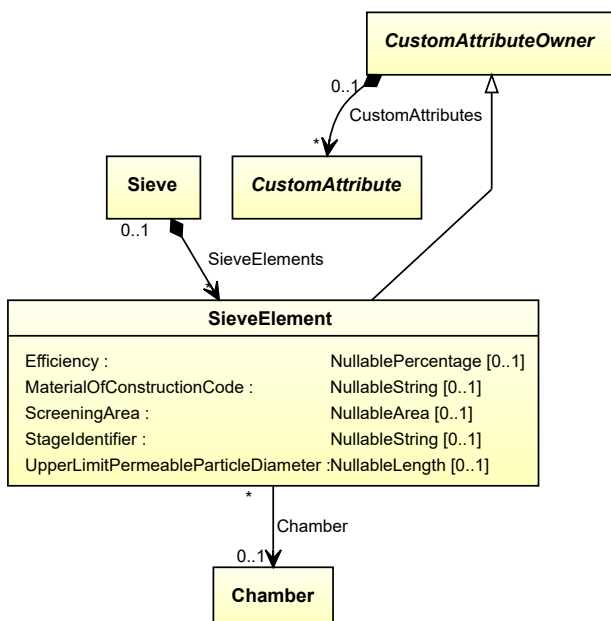 CustomAttributeOwner
0..1
CustomAttributes
*
Sieve
CustomAttribute
0..1
SieveElements
*
SieveElement
Efficiency : NullablePercentage [0..1]
MaterialOfConstructionCode : NullableString [0..1]
ScreeningArea : NullableArea [0..1]
StageIdentifier : NullableString [0..1]
UpperLimitPermeableParticleDiameter :NullableLength [0..1]
*
Chamber
0..1
Chamber